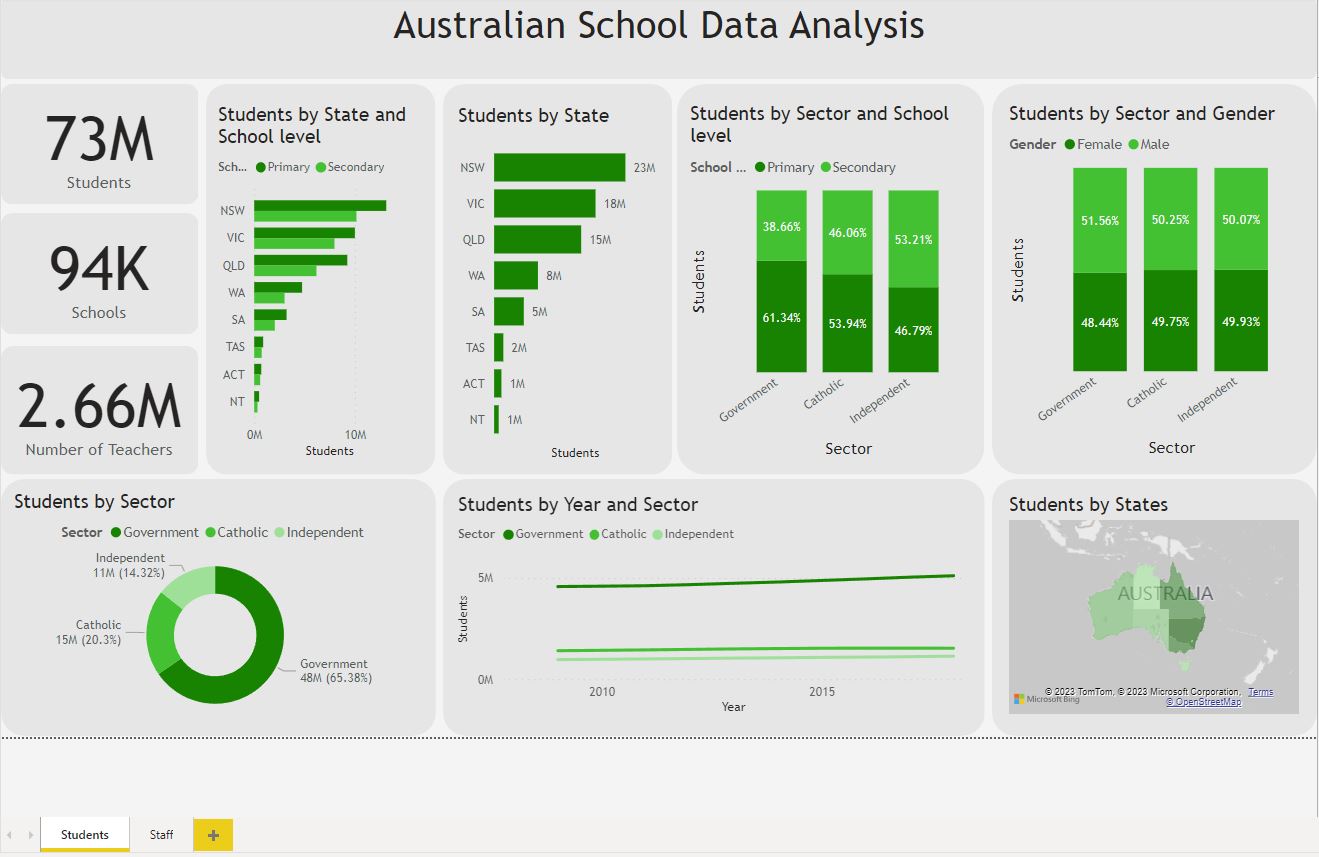 Australian School Data Analysis
73M
Students
94K
Schools
2.66M
Number of Teachers
Students by State and
School level
Sch... Primary Secondary
NSW
VIC
QLD
WA
SA
TAS
ACT
NT
0M 10M
Students
Students by State
NSW 23M
VIC 18M
QLD 15M
WA 8M
SA 5M
TAS 2M
ACT 1M
NT 1M
Students
Students by Sector and School
level
School ... Primary Secondary
Students
38.66% 46.06% 53.21%
61.34% 53.94% 46.79%
Government Catholic Independent
Sector
Students by Sector and Gender
Gender Female Male
Students
51.56% 50.25% 50.07%
48.44% 49.75% 49.93%
Government Catholic Independent
Sector
Students by Sector
Sector Government Catholic Independent
Independent
11M (14.32%)
Catholic
15M (20.3%)
Government
48M (65.38%)
Students by Year and Sector
Sector Government Catholic Independent
Students
5M
0M
2010 2015
Year
Students by States
AUSTRALIA
© 2023 TomTom, © 2023 Microsoft Corporation, Terms
Microsoft Bing © OpenStreetMap
Students Staff +